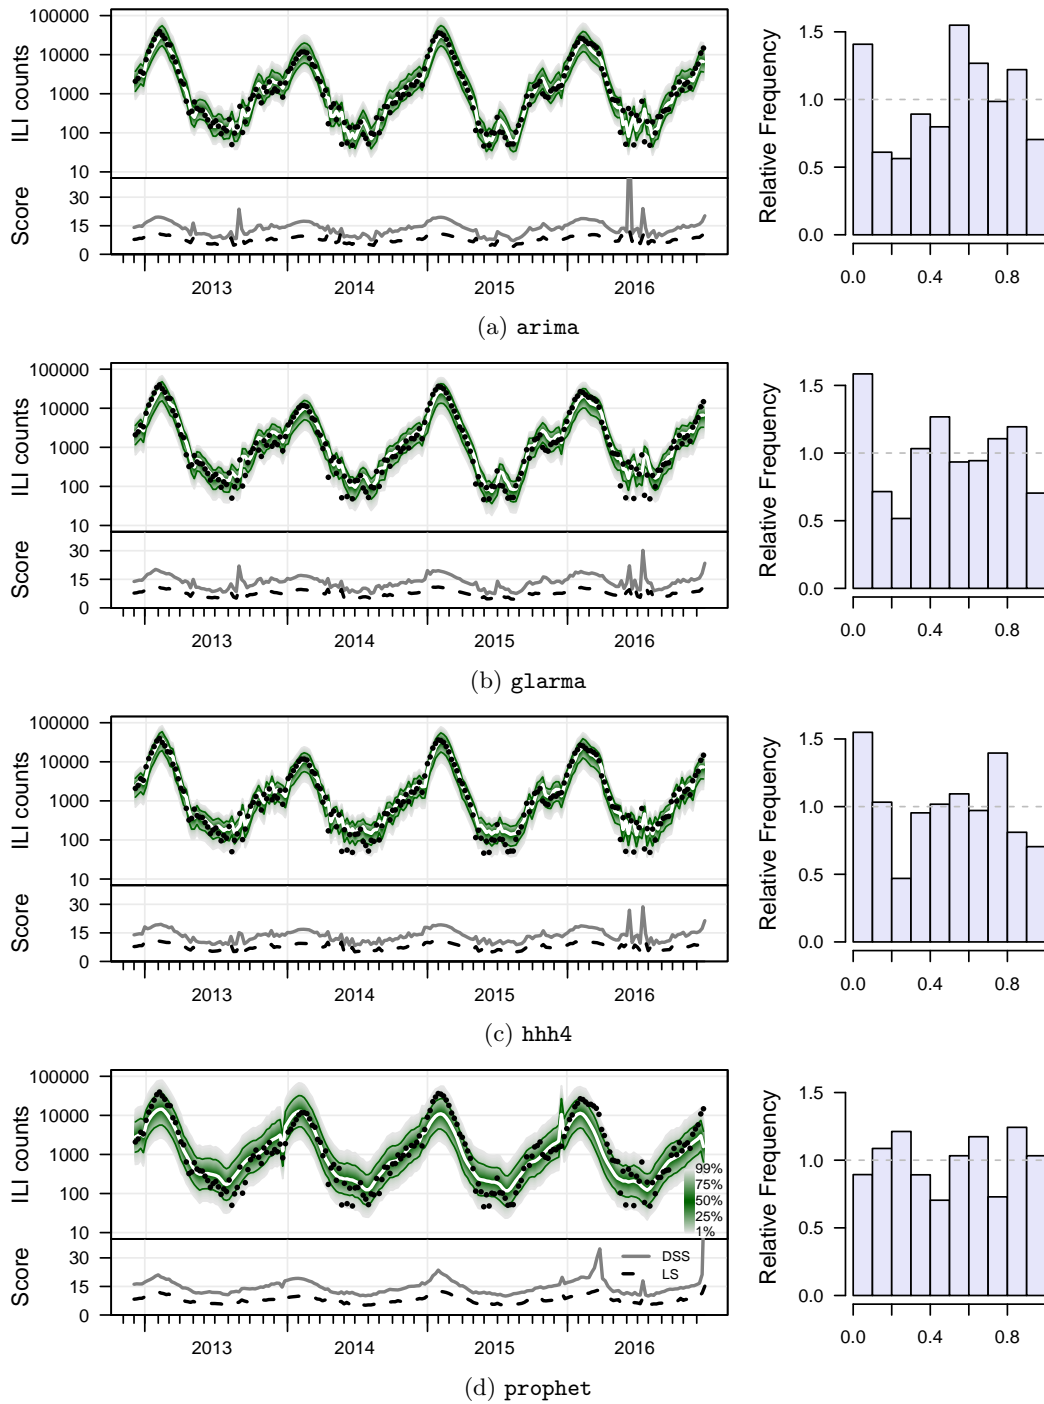 100000
10000
1000
100
10
ILI counts
30
15
0
Score
2013 2014 2015 2016
1.5
1.0
0.5
0.0
Relative Frequency
0.0 0.4 0.8
(a) arima
100000
10000
1000
100
10
ILI counts
30
15
0
Score
2013 2014 2015 2016
1.5
1.0
0.5
0.0
Relative Frequency
0.0 0.4 0.8
(b) glarma
100000
10000
1000
100
10
ILI counts
30
15
0
Score
2013 2014 2015 2016
1.5
1.0
0.5
0.0
Relative Frequency
0.0 0.4 0.8
(c) hhh4
100000
10000
1000
100
10
ILI counts
99%
75%
50%
25%
1%
30
15
0
Score
DSS
LS
2013 2014 2015 2016
1.5
1.0
0.5
0.0
Relative Frequency
0.0 0.4 0.8
(d) prophet